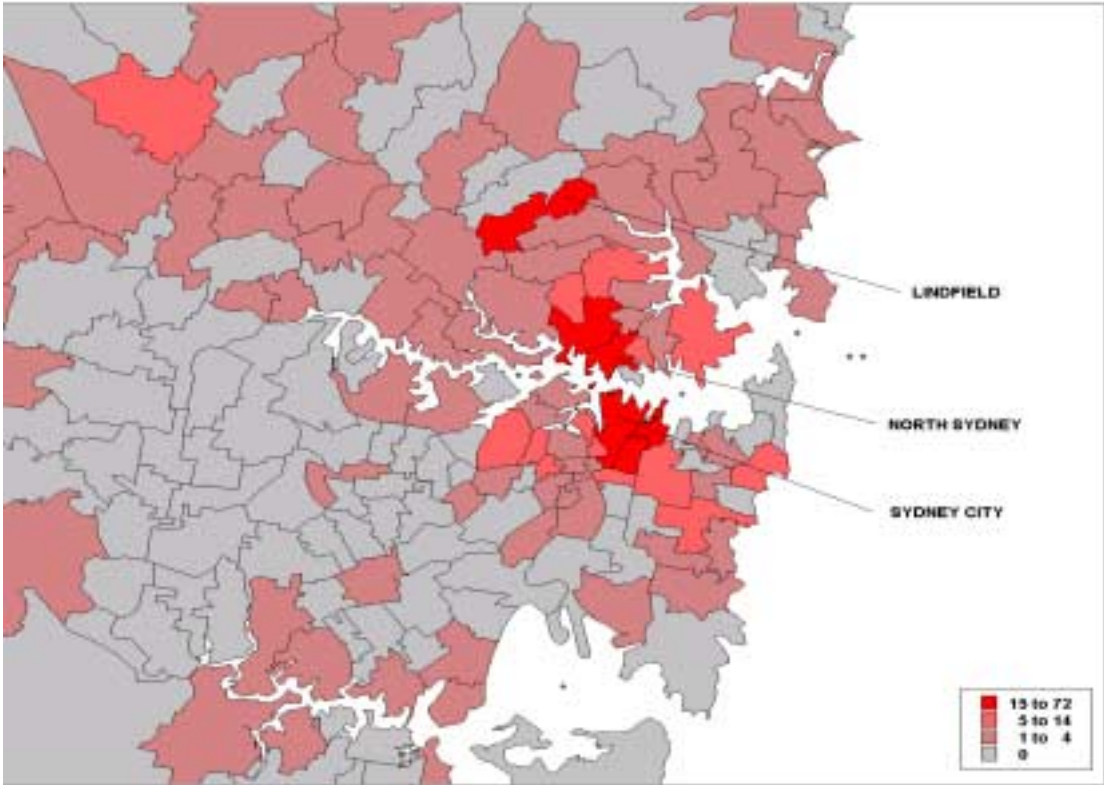 LINDFIELD
NORTH SYDNEY
SYDNEY CITY
15 to 72
5 to 14
1 to 4
0